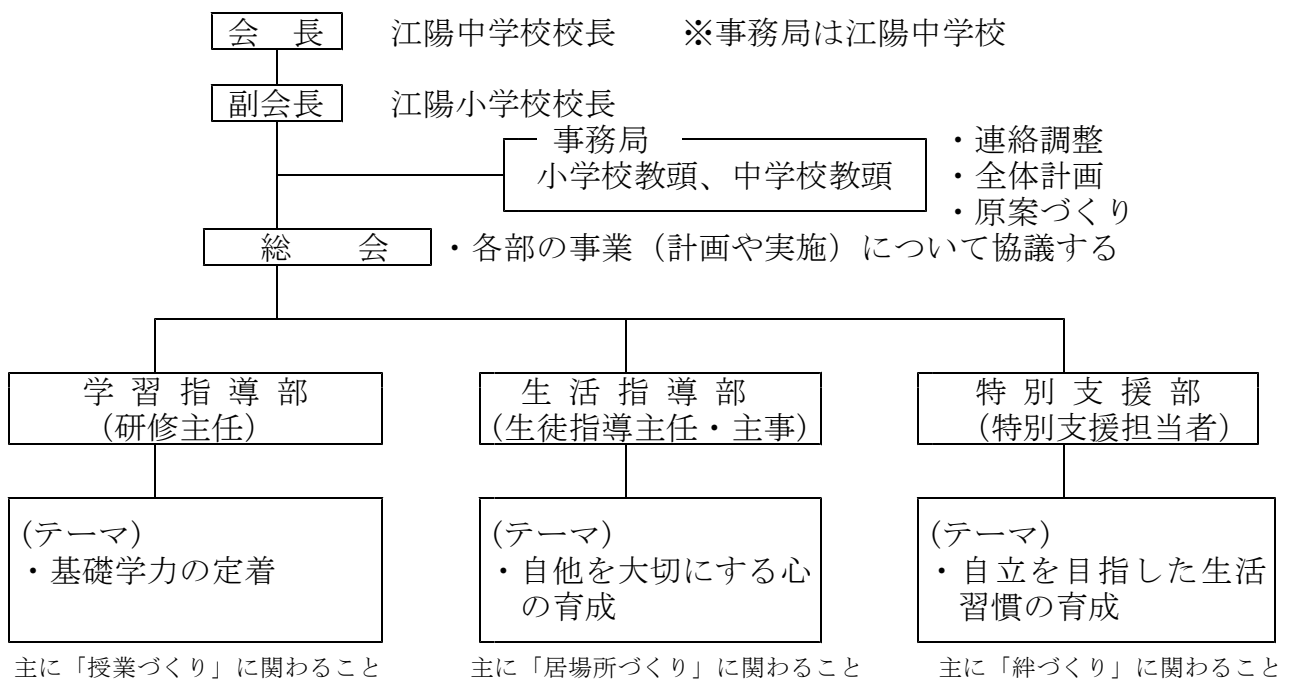 会　長　江陽中学校校長　※事務局は江陽中学校
副会長　江陽小学校校長
事務局
小学校教頭、中学校教頭
・連絡調整
・全体計画
・原案づくり
総　会　・各部の事業（計画や実施）について協議する
学習指導部
（研修主任）
生活指導部
（生徒指導主任・主事）
特別支援部
（特別支援担当者）
（テーマ）
・基礎学力の定着
（テーマ）
・自他を大切にする心
の育成
（テーマ）
・自立を目指した生活
習慣の育成
主に「授業づくり」に関わること
主に「居場所づくり」に関わること
主に「絆づくり」に関わること